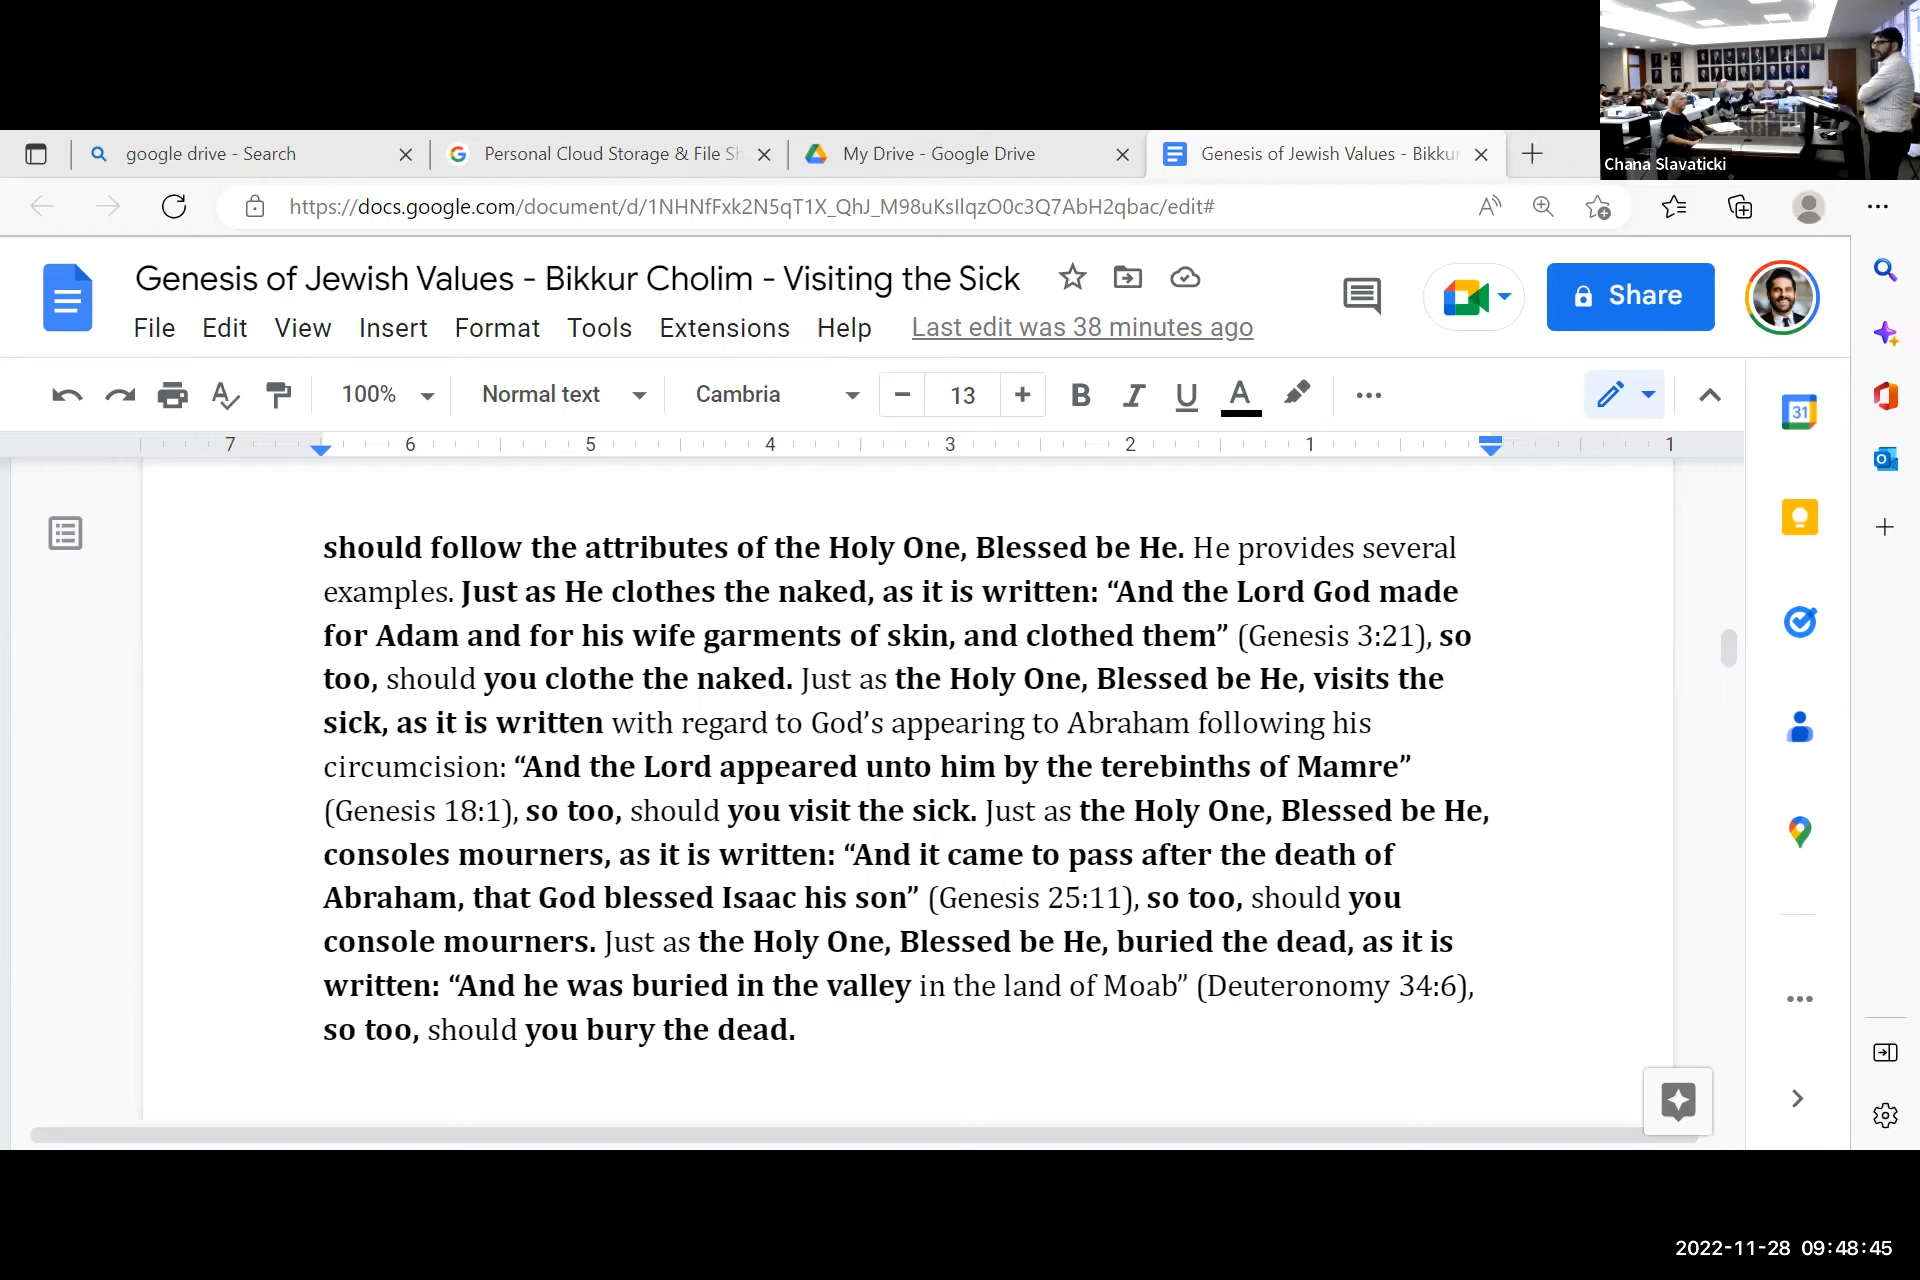 Chana Slavaticki
google drive - Search
Personal Cloud Storage & File Sh
My Drive - Google Drive
Genesis of Jewish Values - Bikkur
https://docs.google.com/document/d/1NHNfFxk2N5qT1X_QhJ_M98uKsIlqzO0c3Q7AbH2qbac/edit#
Genesis of Jewish Values - Bikkur Cholim - Visiting the Sick
Share
File Edit View Insert Format Tools Extensions Help Last edit was 38 minutes ago
100% Normal text Cambria 13 B I U A
31
7 6 5 4 3 2 1 1
should follow the attributes of the Holy One, Blessed be He. He provides several
examples. Just as He clothes the naked, as it is written: “And the Lord God made
for Adam and for his wife garments of skin, and clothed them” (Genesis 3:21), so
too, should you clothe the naked. Just as the Holy One, Blessed be He, visits the
sick, as it is written with regard to God’s appearing to Abraham following his
circumcision: “And the Lord appeared unto him by the terebinths of Mamre”
(Genesis 18:1), so too, should you visit the sick. Just as the Holy One, Blessed be He,
consoles mourners, as it is written: “And it came to pass after the death of
Abraham, that God blessed Isaac his son” (Genesis 25:11), so too, should you
console mourners. Just as the Holy One, Blessed be He, buried the dead, as it is
written: “And he was buried in the valley in the land of Moab” (Deuteronomy 34:6),
so too, should you bury the dead.
2022-11-28 09:48:45